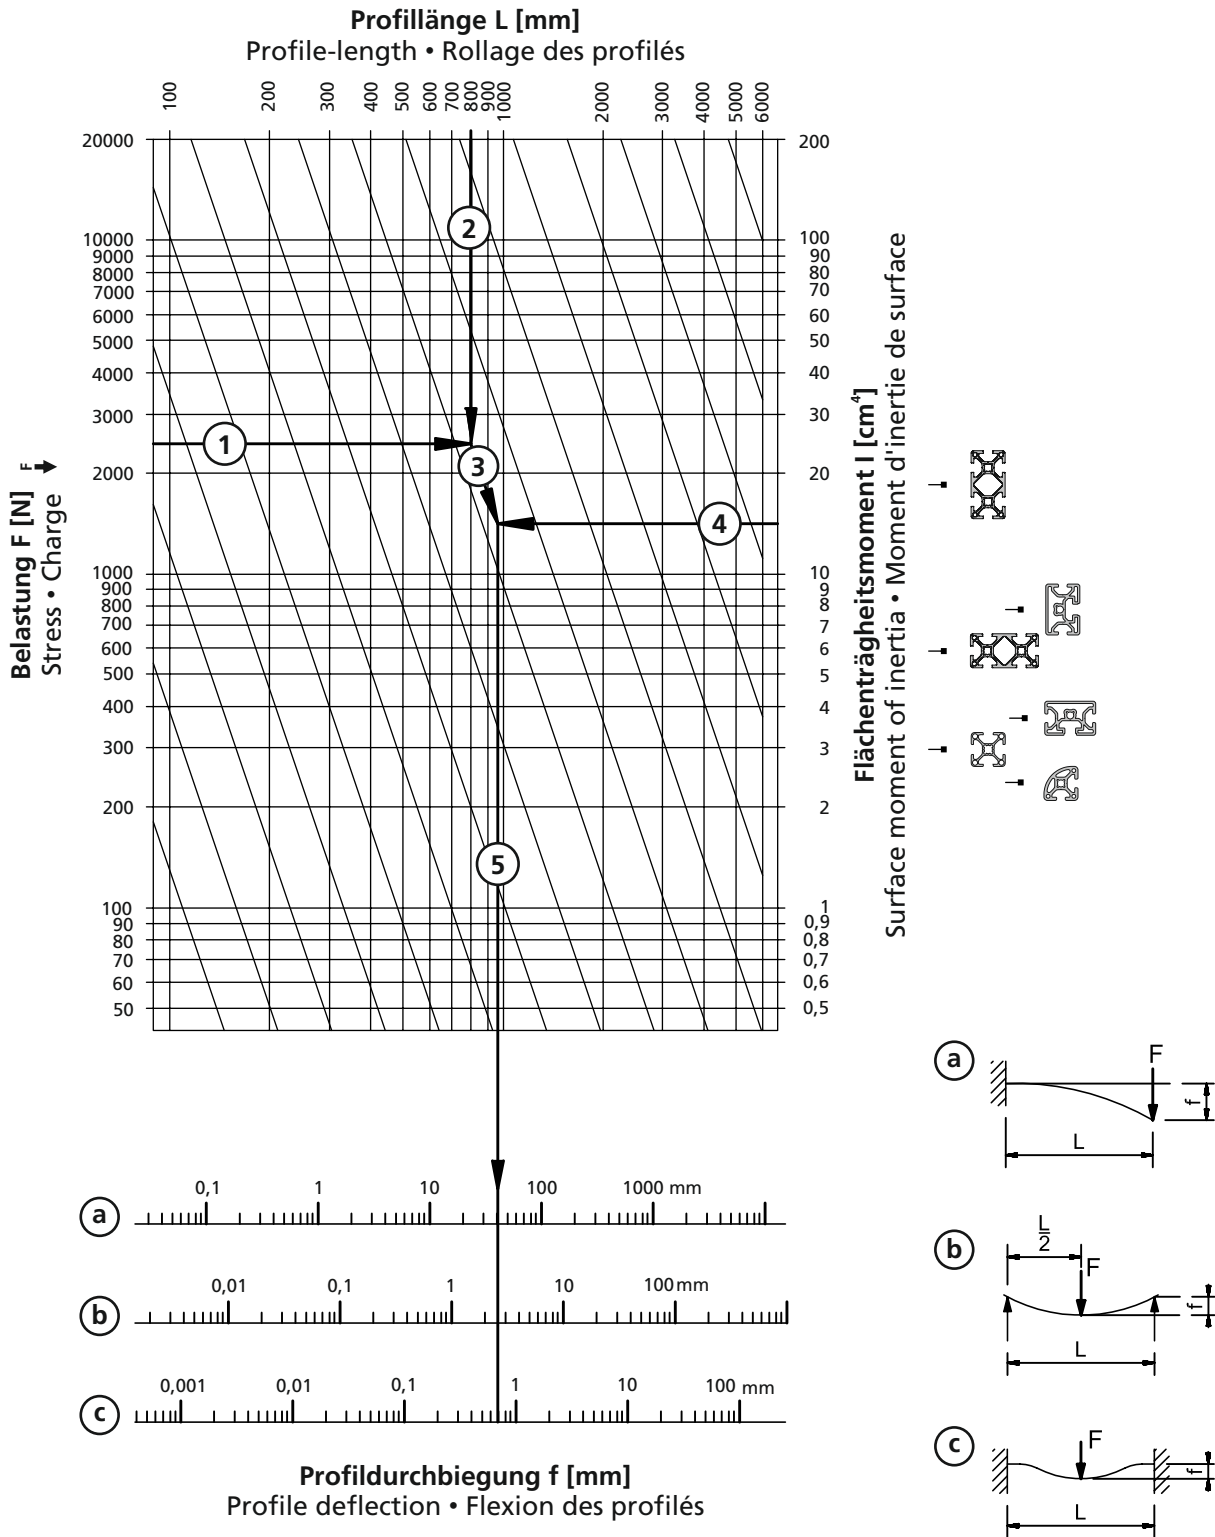 Profillänge L [mm]
Profile-length • Rollage des profilés
100 200 300 400 500 600 700 800 900 1000 2000 3000 4000 5000 6000
20000 200
10000 100
9000 90
8000 80
7000 70
6000 60
5000 50
4000 40
3000 30
2000 20
1000 10
900 9
800 8
700 7
600 6
500 5
400 4
300 3
200 2
100 1
90 0,9
80 0,8
70 0,7
60 0,6
50 0,5
1
2
3
4
5
Belastung F [N]
Stress • Charge
F
Flächenträgheitsmoment I [cm⁴]
Surface moment of inertia • Moment d'inertie de surface
a
0,1 1 10 100 1000 mm
b
0,01 0,1 1 10 100 mm
c
0,001 0,01 0,1 1 10 100 mm
Profildurchbiegung f [mm]
Profile deflection • Flexion des profilés
a
F
f
L
b
L
2
F
f
L
c
F
f
L